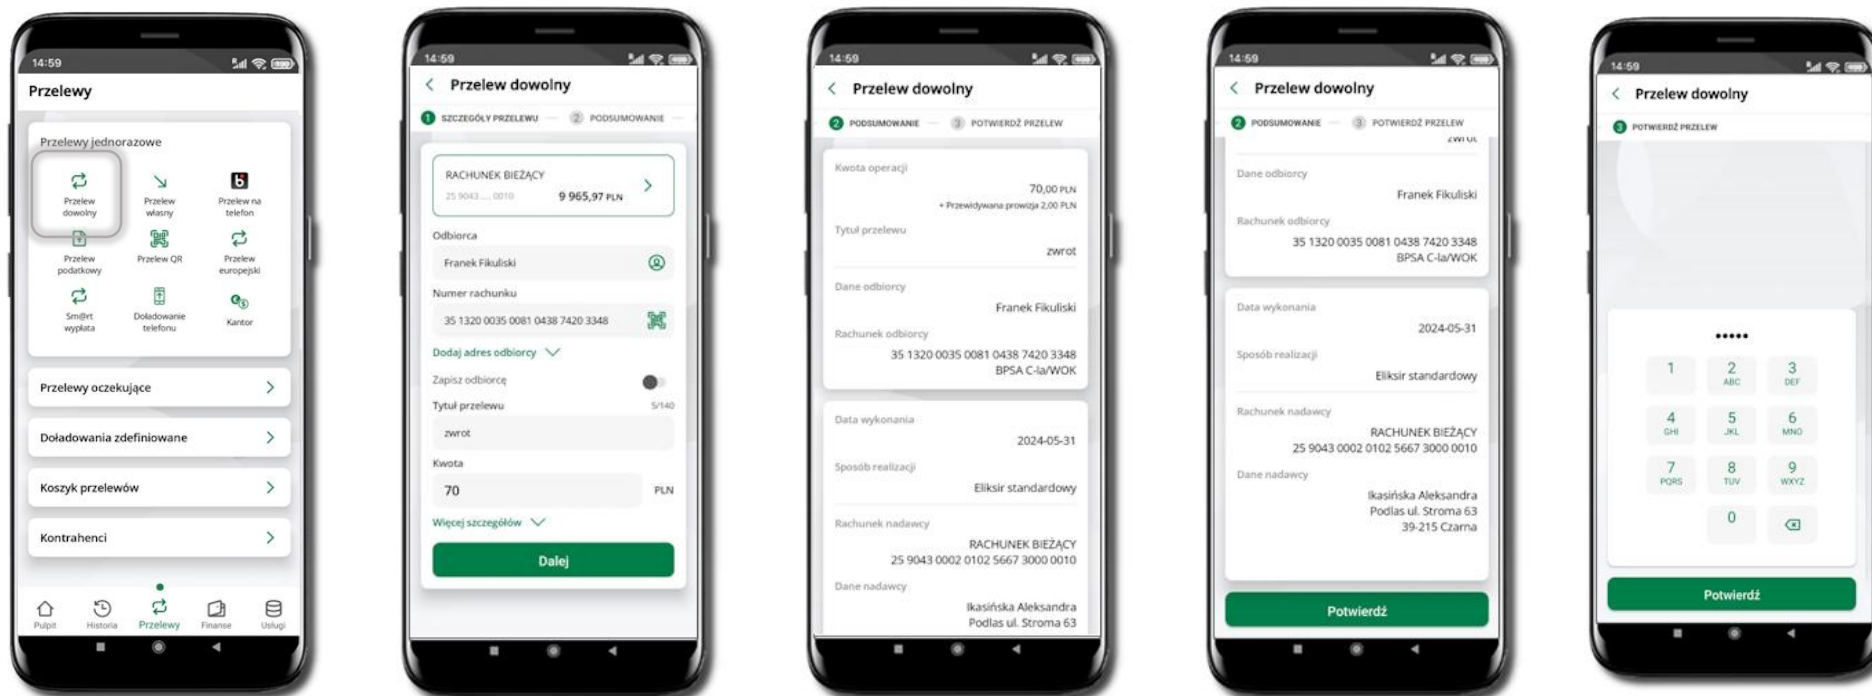 14:59
Przelewy
Przelewy jednorazowe
Przelew dowolny
Przelew własny
Przelew na telefon
Przelew podatkowy
Przelew QR
Przelew europejski
Sm@rt wypłata
Doładowanie telefonu
Kantor
Przelewy oczekujące
Doładowania zdefiniowane
Koszyk przelewów
Kontrahenci
Pulpit
Historia
Przelewy
Finanse
Usługi
14:59
Przelew dowolny
1 SZCZEGÓŁY PRZELEWU
2 PODSUMOWANIE
RACHUNEK BIEŻĄCY
25 9043 .... 0010 9 965,97 PLN
Odbiorca
Franek Fikuliski
Numer rachunku
35 1320 0035 0081 0438 7420 3348
Dodaj adres odbiorcy
Zapisz odbiorcę
Tytuł przelewu 5/140
zwrot
Kwota
70 PLN
Więcej szczegółów
Dalej
14:59
Przelew dowolny
2 PODSUMOWANIE
3 POTWIERDŹ PRZELEW
Kwota operacji
70,00 PLN
+ Przewidywana prowizja 2,00 PLN
Tytuł przelewu
zwrot
Dane odbiorcy
Franek Fikuliski
Rachunek odbiorcy
35 1320 0035 0081 0438 7420 3348
BPSA C-la/WOK
Data wykonania
2024-05-31
Sposób realizacji
Eliksir standardowy
Rachunek nadawcy
RACHUNEK BIEŻĄCY
25 9043 0002 0102 5667 3000 0010
Dane nadawcy
Ikasińska Aleksandra
Podlas ul. Stroma 63
14:59
Przelew dowolny
2 PODSUMOWANIE
3 POTWIERDŹ PRZELEW
zwrot
Dane odbiorcy
Franek Fikuliski
Rachunek odbiorcy
35 1320 0035 0081 0438 7420 3348
BPSA C-la/WOK
Data wykonania
2024-05-31
Sposób realizacji
Eliksir standardowy
Rachunek nadawcy
RACHUNEK BIEŻĄCY
25 9043 0002 0102 5667 3000 0010
Dane nadawcy
Ikasińska Aleksandra
Podlas ul. Stroma 63
39-215 Czarna
Potwierdź
14:59
Przelew dowolny
3 POTWIERDŹ PRZELEW
•••••
1 2 3
ABC DEF
4 5 6
GHI JKL MNO
7 8 9
PQRS TUV WXYZ
0
Potwierdź